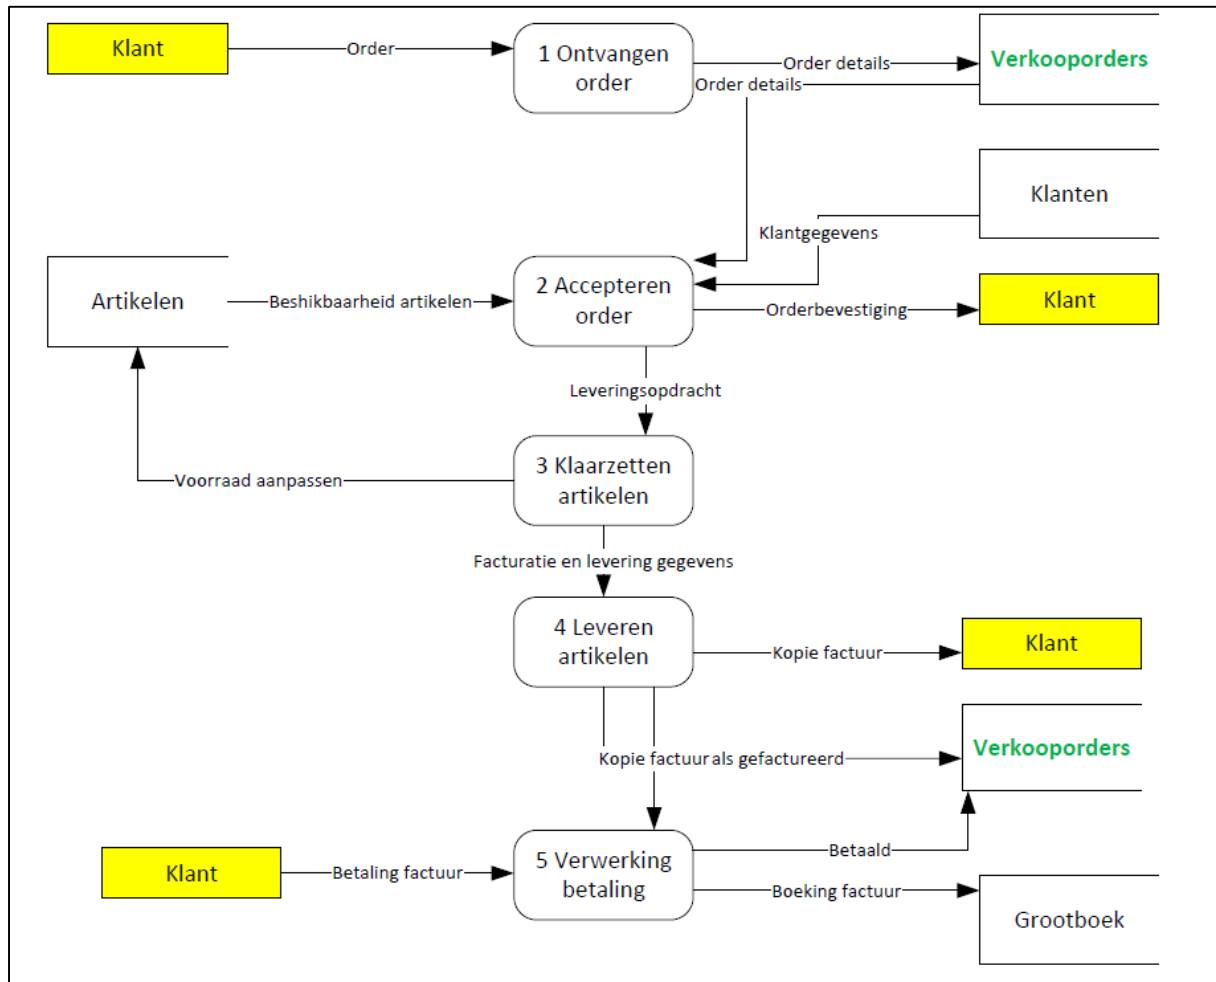 Klant
Order
1 Ontvangen
order
Order details
Order details
Verkooporders
Klanten
Klantgegevens
Artikelen
Beshikbaarheid artikelen
2 Accepteren
order
Orderbevestiging
Klant
Leveringsopdracht
3 Klaarzetten
artikelen
Voorraad aanpassen
Facturatie en levering gegevens
4 Leveren
artikelen
Kopie factuur
Klant
Kopie factuur als gefactureerd
Verkooporders
Klant
Betaling factuur
5 Verwerking
betaling
Betaald
Boeking factuur
Grootboek